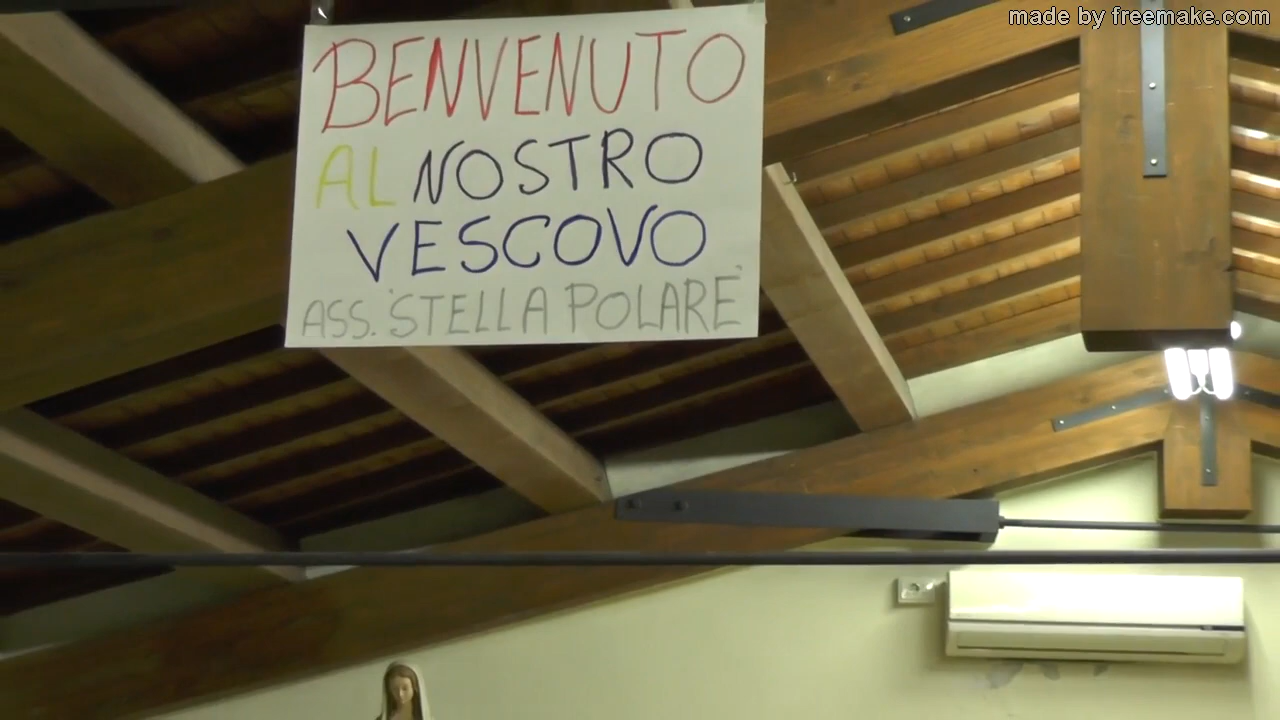 made by freemake.com
BENVENUTO
AL NOSTRO
VESCOVO
ASS. "STELLA POLARE"